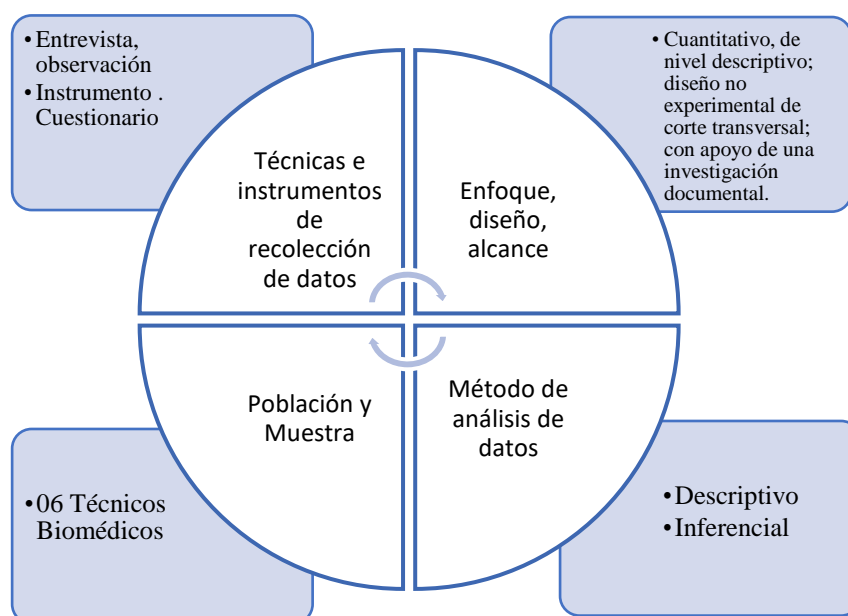 • Entrevista,
observación
• Instrumento .
Cuestionario
• Cuantitativo, de
nivel descriptivo;
diseño no
experimental de
corte transversal;
con apoyo de una
investigación
documental.
Técnicas e
instrumentos
de
recolección
de datos
Enfoque,
diseño,
alcance
Población y
Muestra
Método de
análisis de
datos
• 06 Técnicos
Biomédicos
• Descriptivo
• Inferencial